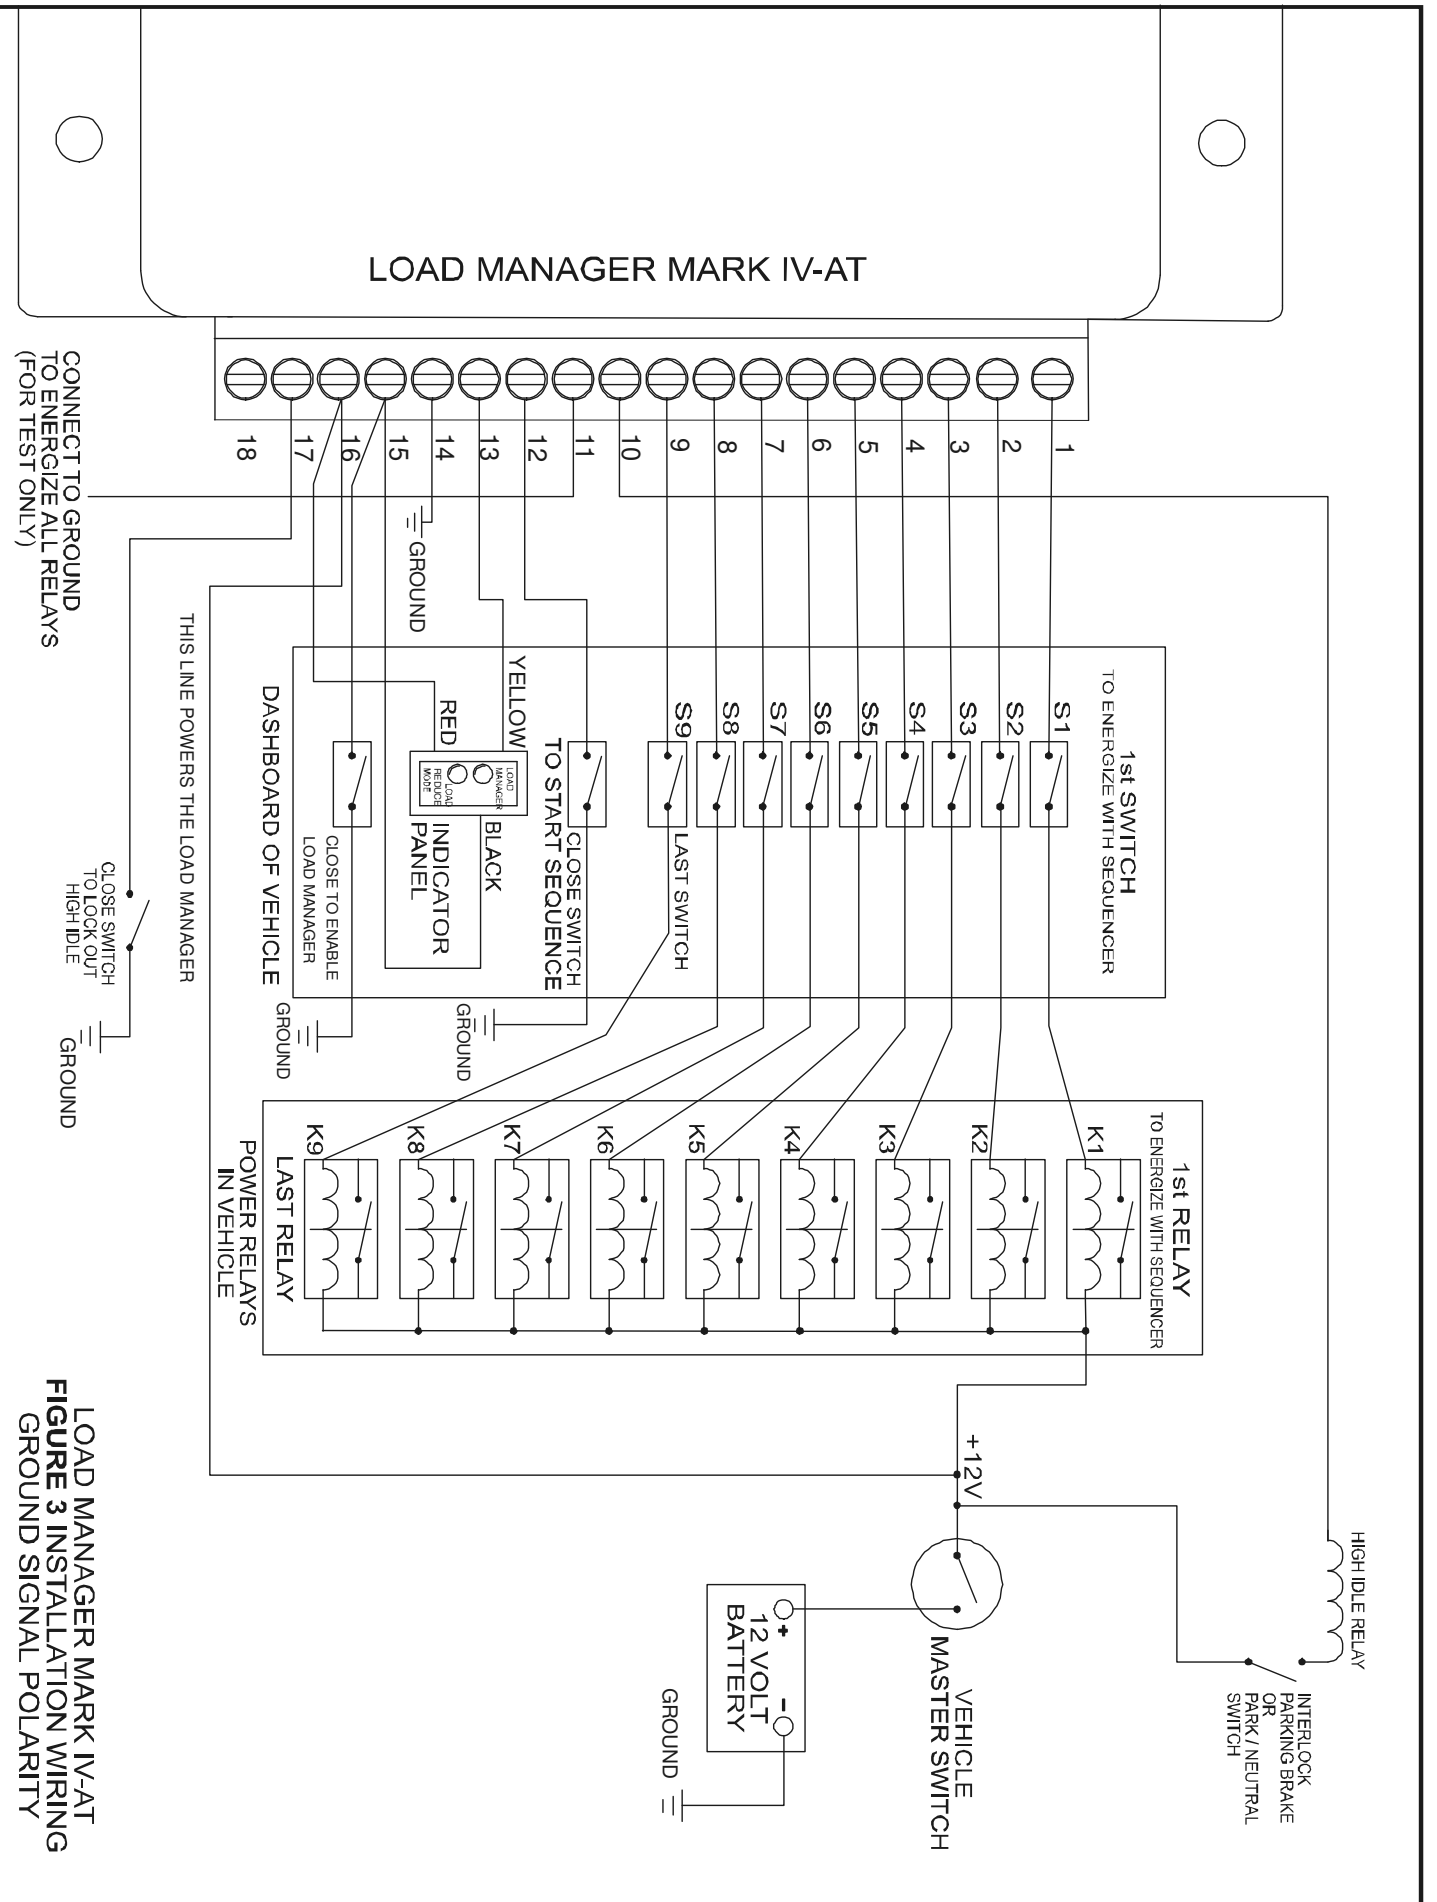 LOAD MANAGER MARK IV-AT
1
2
3
4
5
6
7
8
9
10
11
12
13
14
15
16
17
18
CONNECT TO GROUND
TO ENERGIZE ALL RELAYS
(FOR TEST ONLY)
GROUND
THIS LINE POWERS THE LOAD MANAGER
CLOSE SWITCH
TO LOCK OUT
HIGH IDLE
GROUND
1st SWITCH
TO ENERGIZE WITH SEQUENCER
S1
S2
S3
S4
S5
S6
S7
S8
S9
LAST SWITCH
CLOSE SWITCH
TO START SEQUENCE
YELLOW
RED
BLACK
LOAD
MANAGER
LOAD
REDUCE
MODE
INDICATOR
PANEL
CLOSE TO ENABLE
LOAD MANAGER
DASHBOARD OF VEHICLE
GROUND
GROUND
1st RELAY
TO ENERGIZE WITH SEQUENCER
K1
K2
K3
K4
K5
K6
K7
K8
K9
LAST RELAY
POWER RELAYS
IN VEHICLE
+12V
HIGH IDLE RELAY
INTERLOCK
PARKING BRAKE
OR
PARK / NEUTRAL
SWITCH
VEHICLE
MASTER SWITCH
+ -
12 VOLT
BATTERY
GROUND
LOAD MANAGER MARK IV-AT
FIGURE 3 INSTALLATION WIRING
GROUND SIGNAL POLARITY